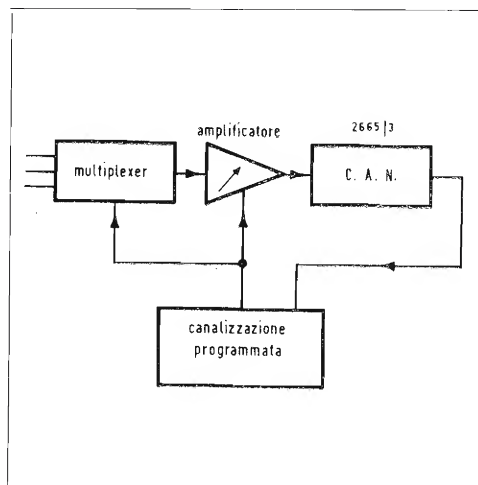 amplificatore
2665|3
multiplexer
C. A. N.
canalizzazione
programmata